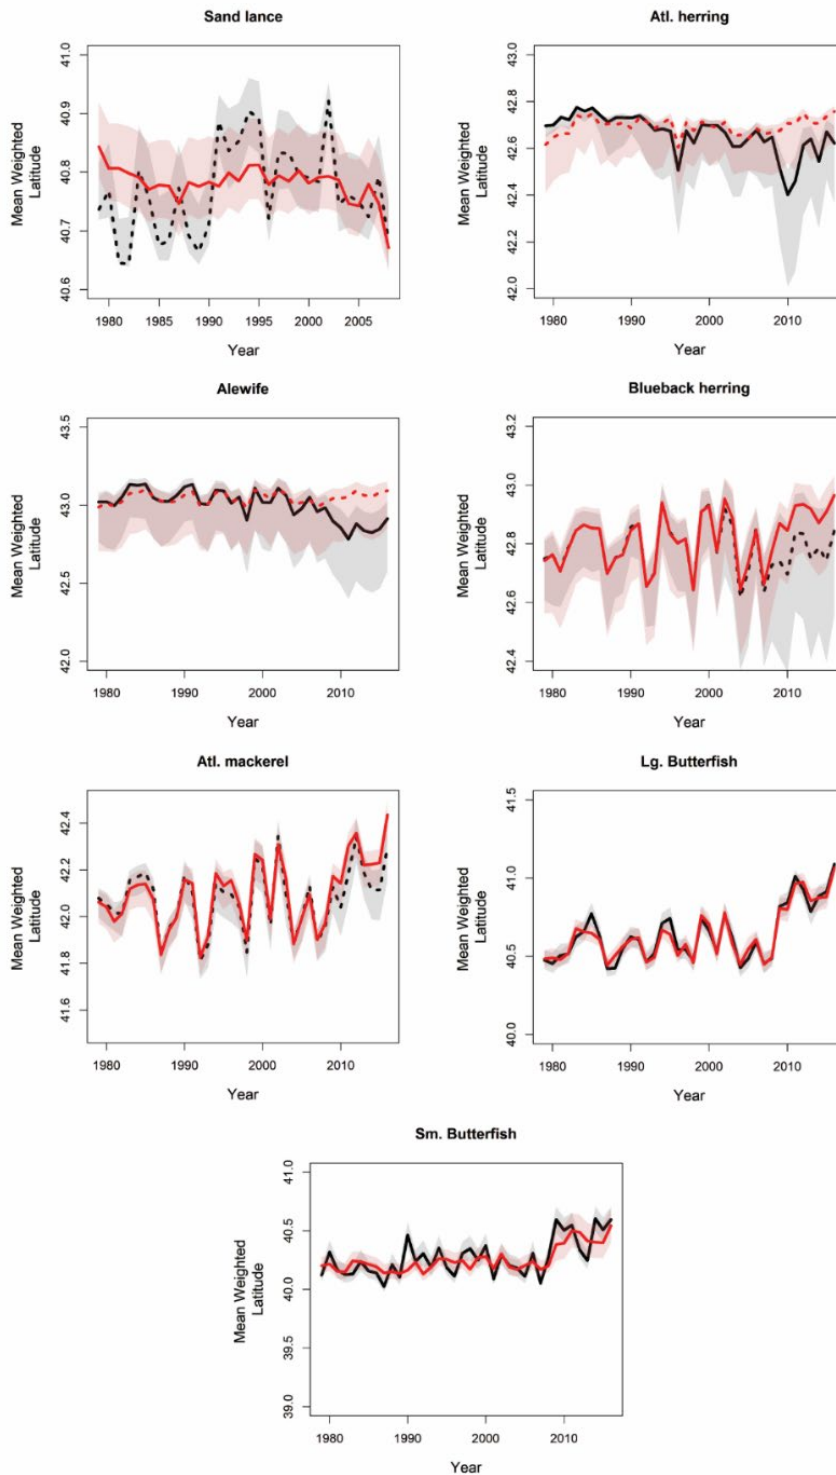 Sand lance
Mean Weighted
Latitude
41.0
40.9
40.8
40.7
40.6
1980 1985 1990 1995 2000 2005
Year
Atl. herring
Mean Weighted
Latitude
43.0
42.8
42.6
42.4
42.2
42.0
1980 1990 2000 2010
Year
Alewife
Mean Weighted
Latitude
43.5
43.0
42.5
42.0
1980 1990 2000 2010
Year
Blueback herring
Mean Weighted
Latitude
43.2
43.0
42.8
42.6
42.4
1980 1990 2000 2010
Year
Atl. mackerel
Mean Weighted
Latitude
42.4
42.2
42.0
41.8
41.6
1980 1990 2000 2010
Year
Lg. Butterfish
Mean Weighted
Latitude
41.5
41.0
40.5
40.0
1980 1990 2000 2010
Year
Sm. Butterfish
Mean Weighted
Latitude
41.0
40.5
40.0
39.5
39.0
1980 1990 2000 2010
Year